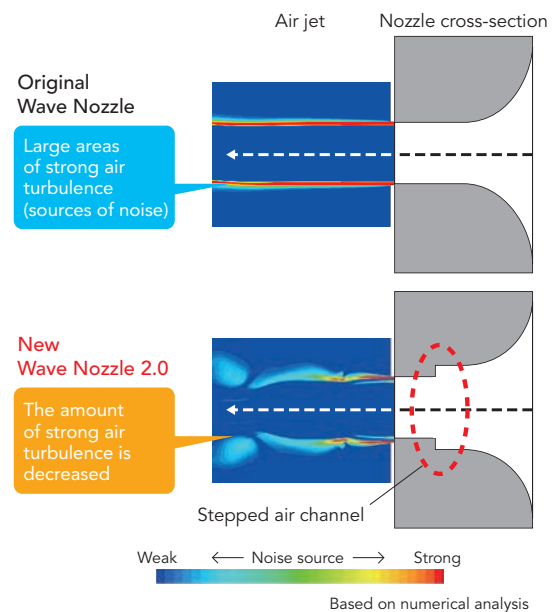 Air jet
Nozzle cross-section
Original
Wave Nozzle
Large areas
of strong air
turbulence
(sources of noise)
New
Wave Nozzle 2.0
The amount
of strong air
turbulence is
decreased
Stepped air channel
Weak
Noise source
Strong
Based on numerical analysis